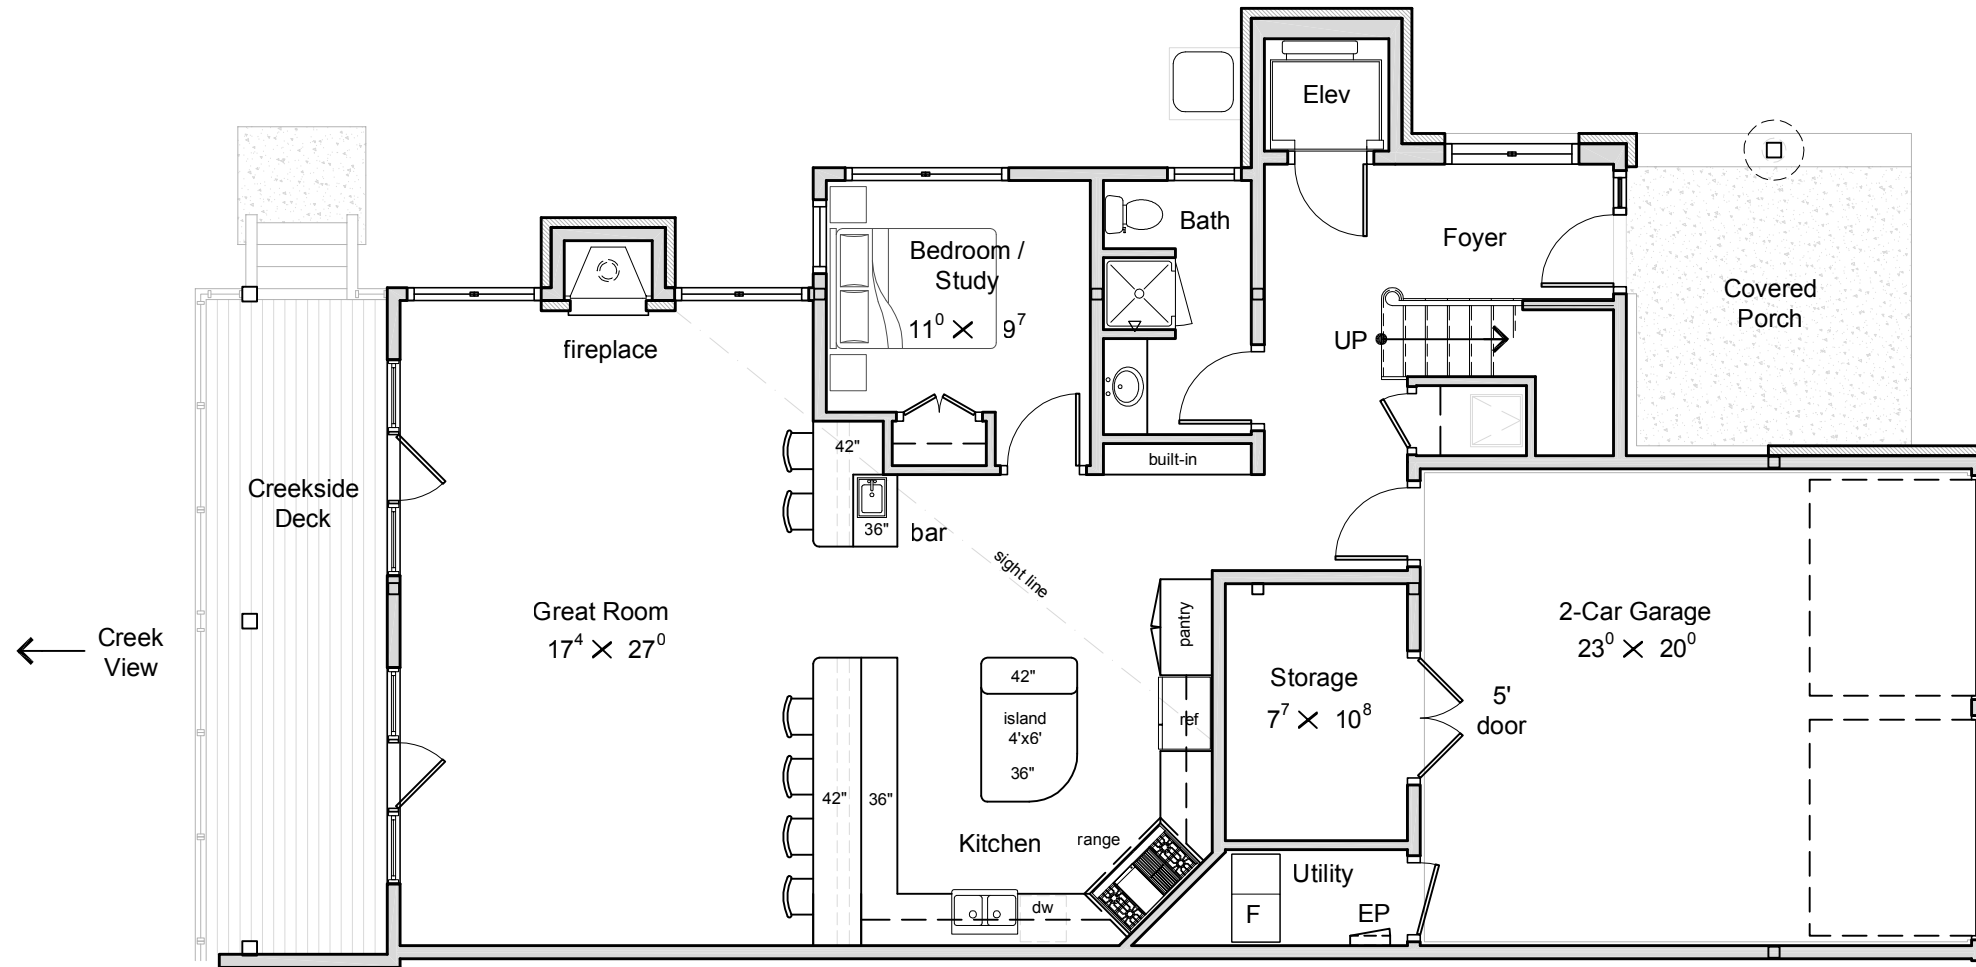 Elev
Bath
Foyer
Bedroom /
Study
11⁰ X 9⁷
Covered
Porch
fireplace
UP
42"
built-in
Creekside
Deck
36"
bar
sight line
Great Room
17⁴ X 27⁰
Creek
View
pantry
2-Car Garage
23⁰ X 20⁰
Storage
7⁷ X 10⁸
5'
door
42"
island
4'x6'
36"
ref
42"
36"
Kitchen
range
Utility
dw
F
EP